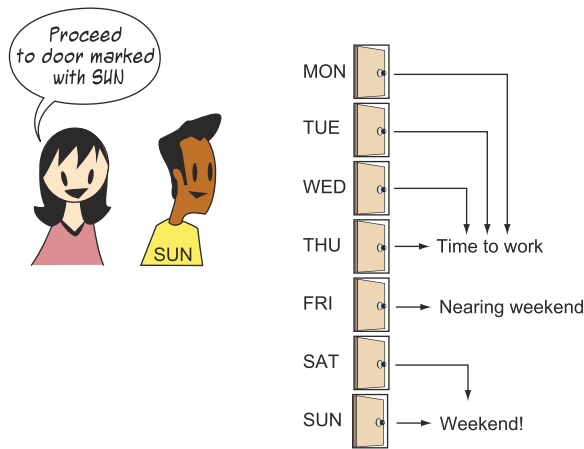 Proceed
to door marked
with SUN
SUN
MON
TUE
WED
THU
Time to work
FRI
Nearing weekend
SAT
SUN
Weekend!